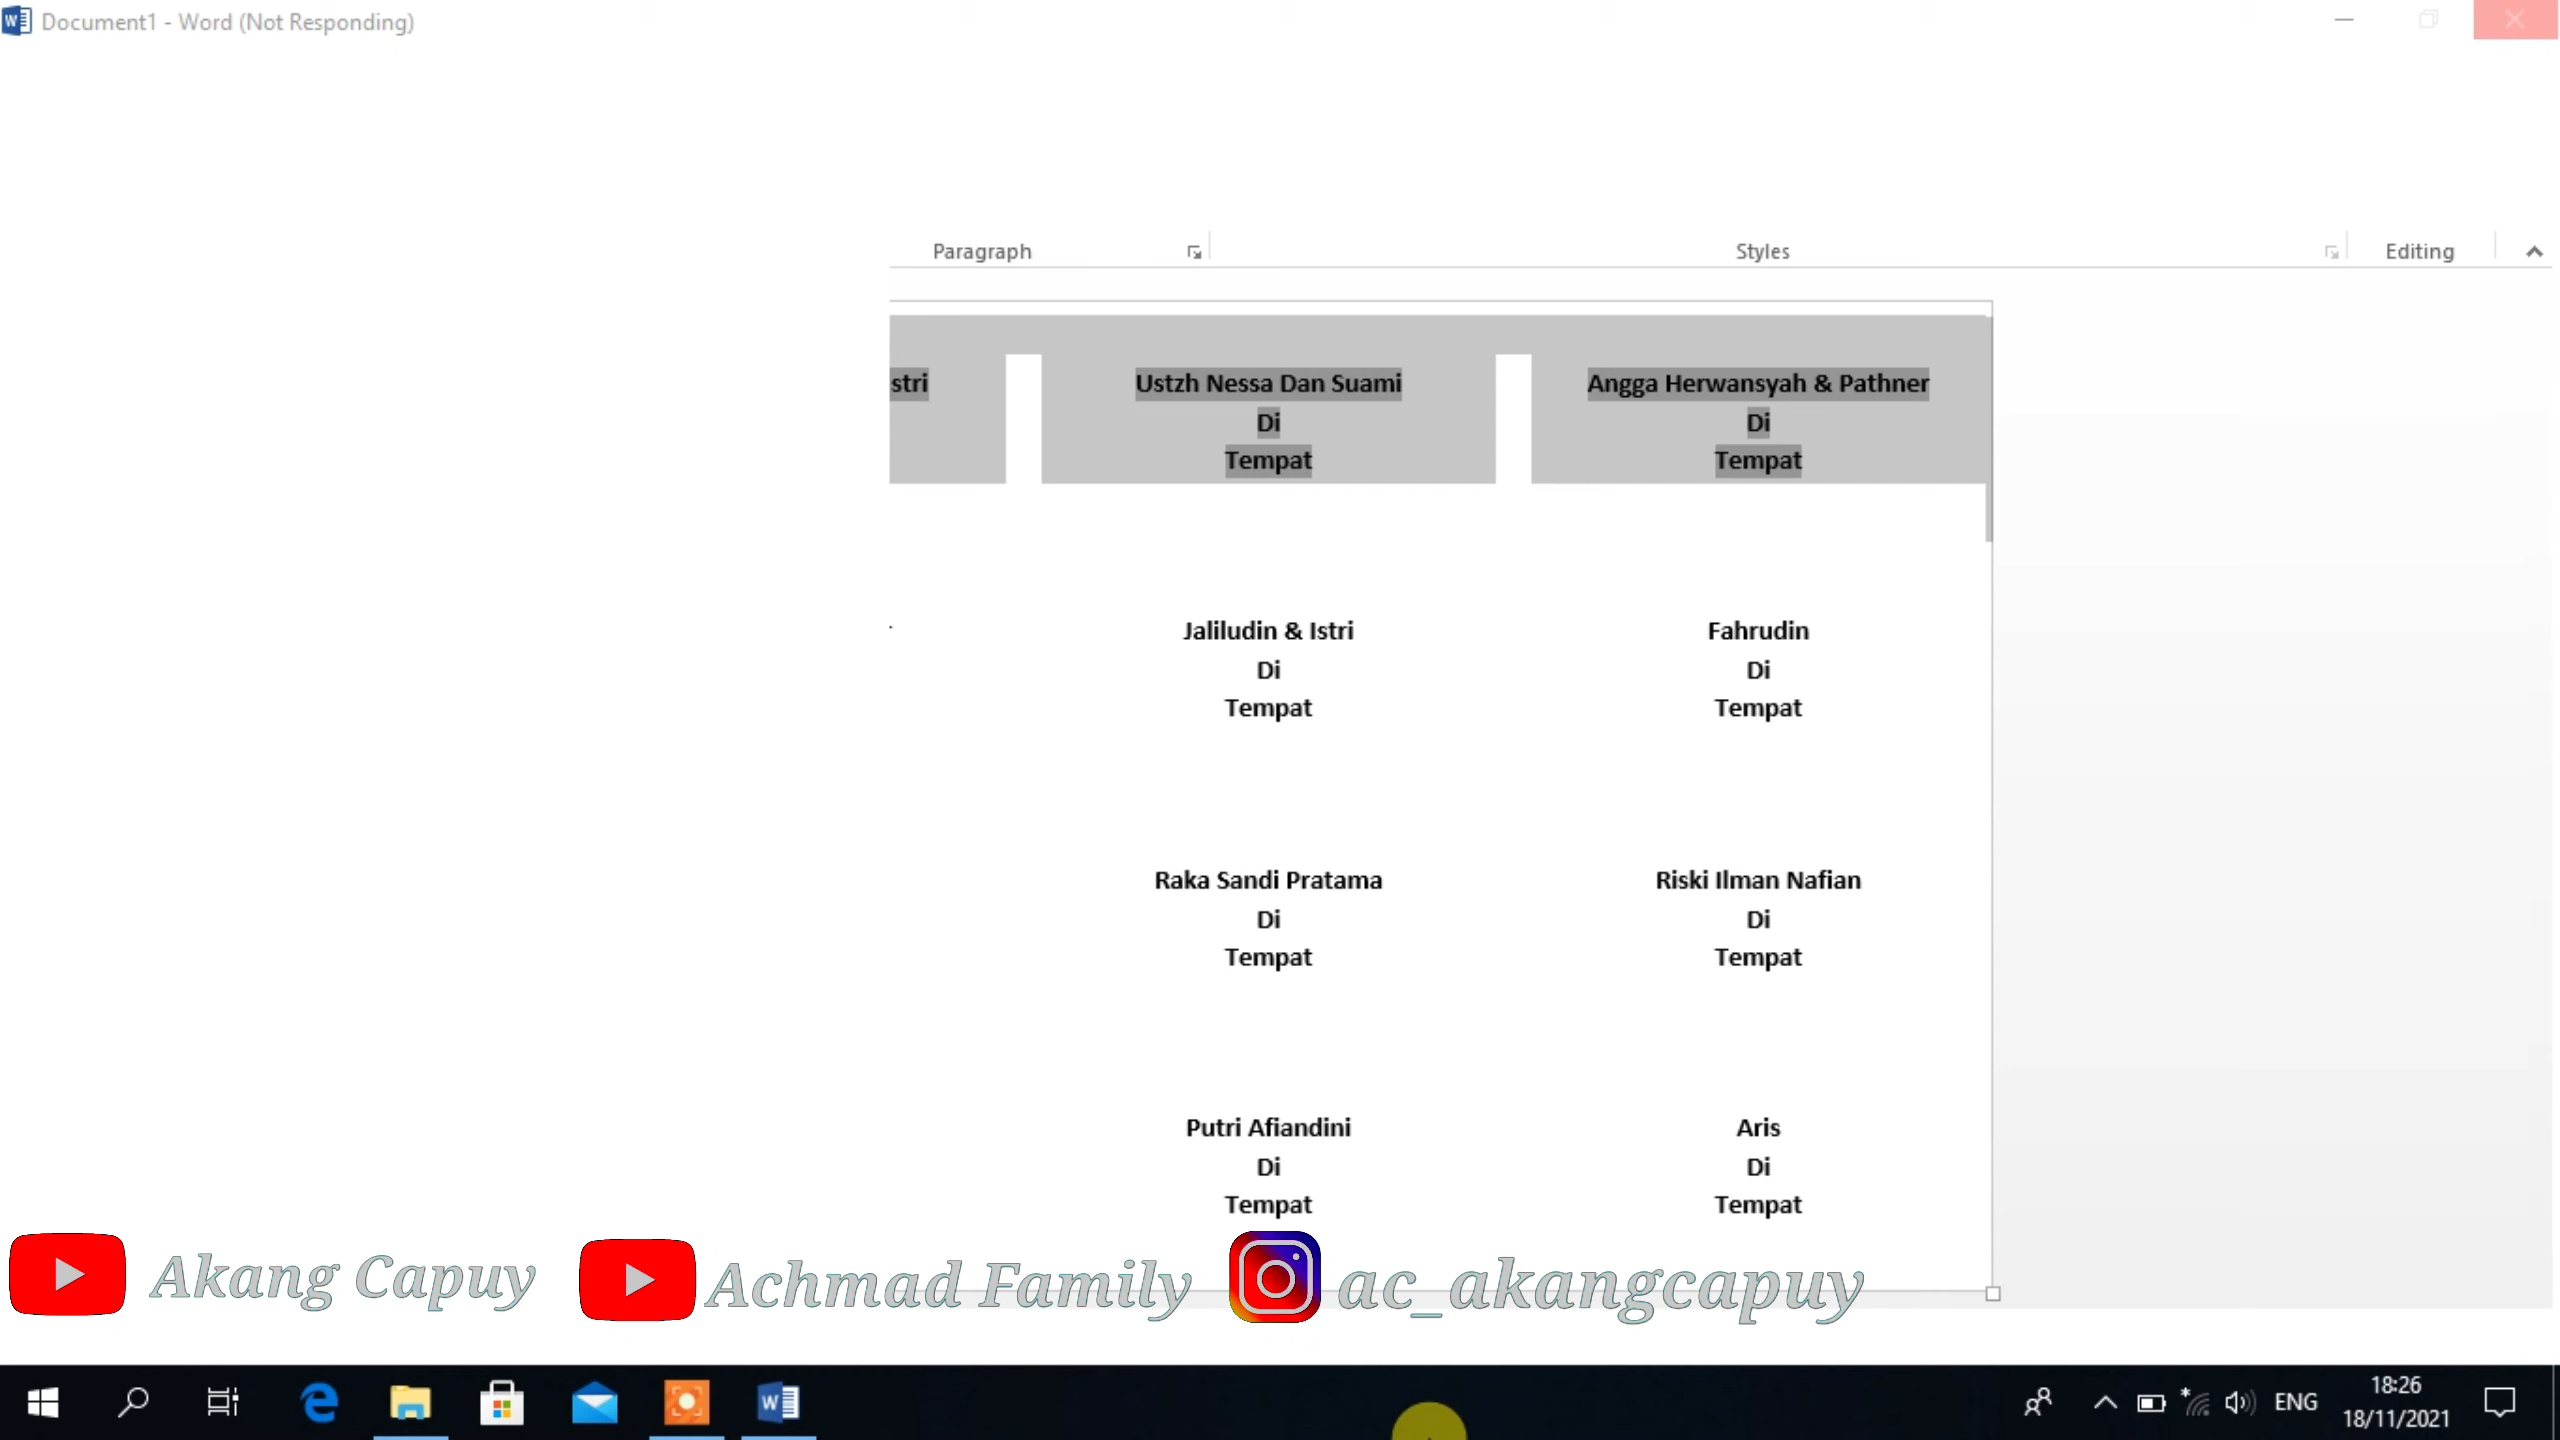 Document1 - Word (Not Responding)
Paragraph
Styles
Editing
stri
Ustzh Nessa Dan Suami
Di
Tempat
Angga Herwansyah & Pathner
Di
Tempat
Jaliludin & Istri
Di
Tempat
Fahrudin
Di
Tempat
Raka Sandi Pratama
Di
Tempat
Riski Ilman Nafian
Di
Tempat
Putri Afiandini
Di
Tempat
Aris
Di
Tempat
Akang Capuy
Achmad Family
ac_akangcapuy
ENG
18:26
18/11/2021